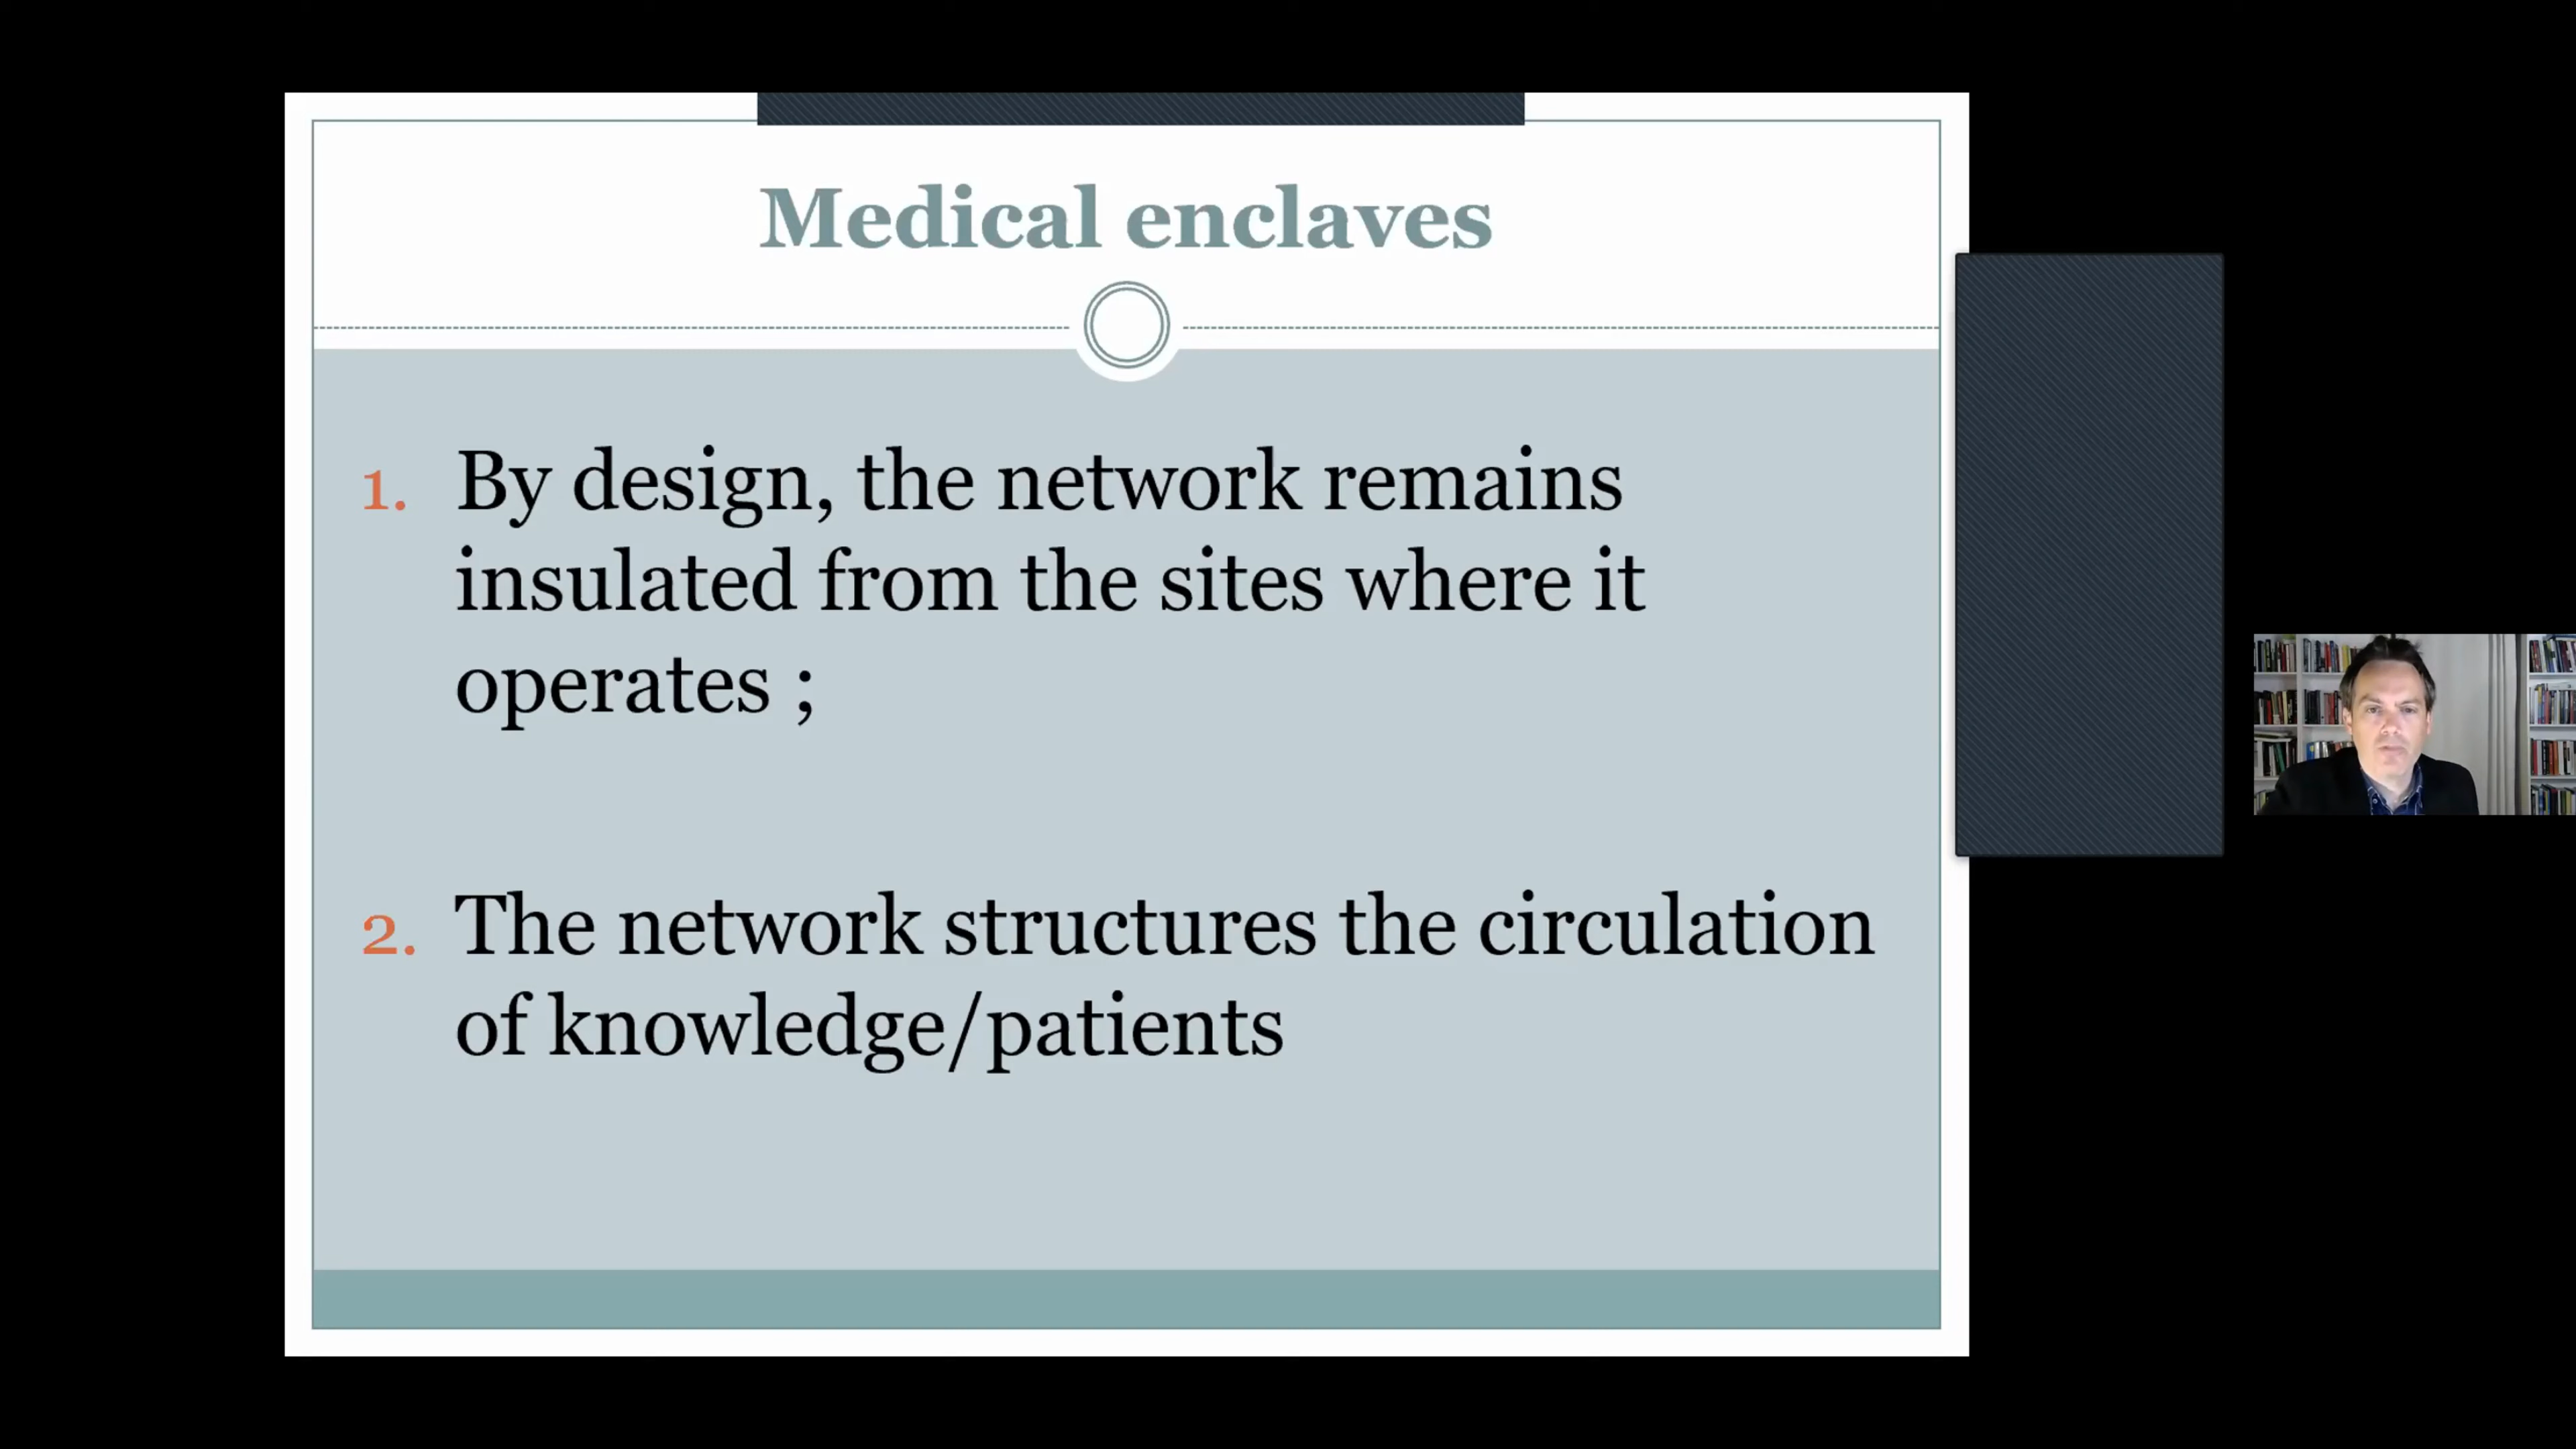 Medical enclaves
1. By design, the network remains
insulated from the sites where it
operates ;
2. The network structures the circulation
of knowledge/patients